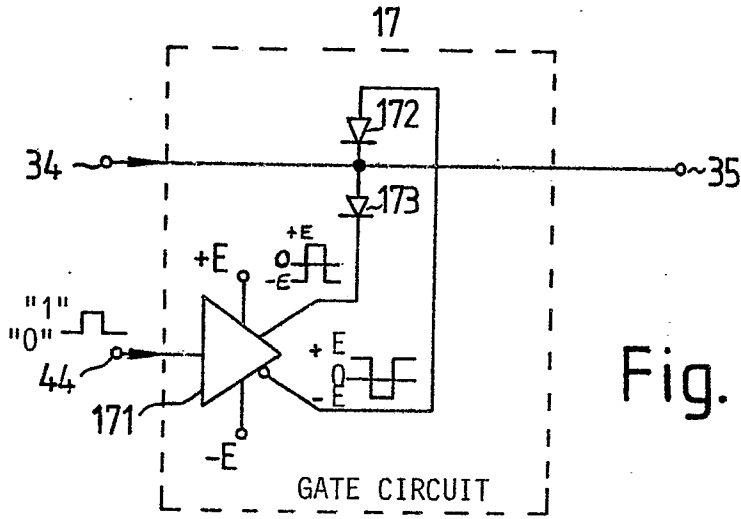 17
172
34
35
173
+E
0
-E
+E
"1"
"0"
+ E
0
- E
44
171
-E
Fig.
GATE CIRCUIT